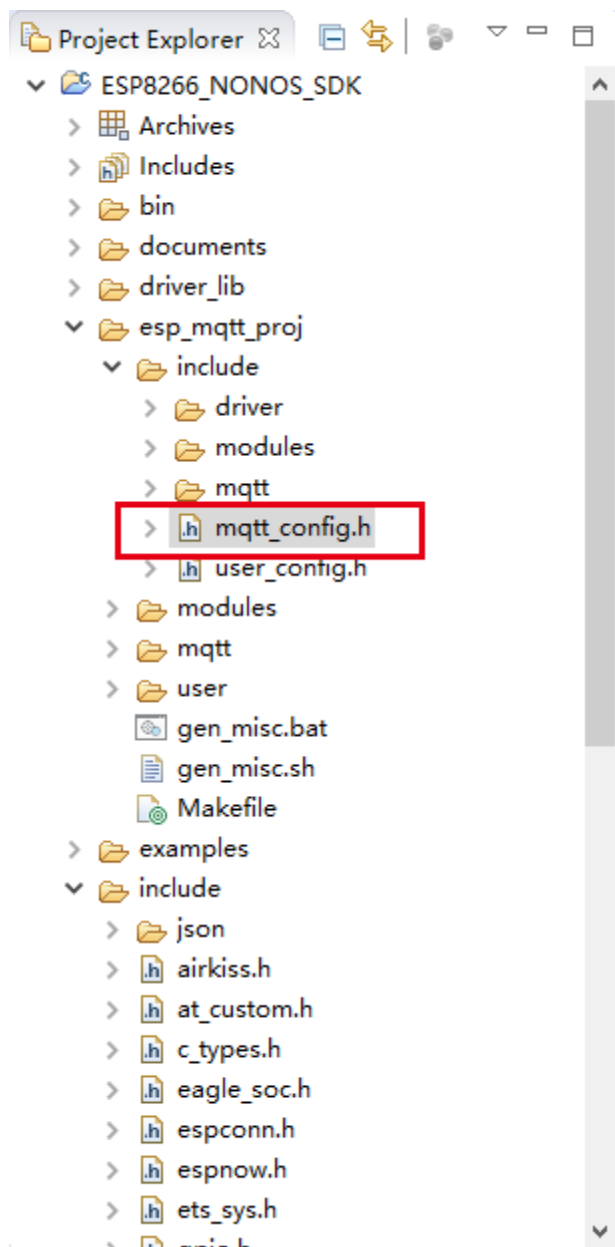 Project Explorer
ESP8266_NONOS_SDK
Archives
Includes
bin
documents
driver_lib
esp_mqtt_proj
include
driver
modules
mqtt
mqtt_config.h
user_config.h
modules
mqtt
user
gen_misc.bat
gen_misc.sh
Makefile
examples
include
json
airkiss.h
at_custom.h
c_types.h
eagle_soc.h
espconn.h
espnow.h
ets_sys.h